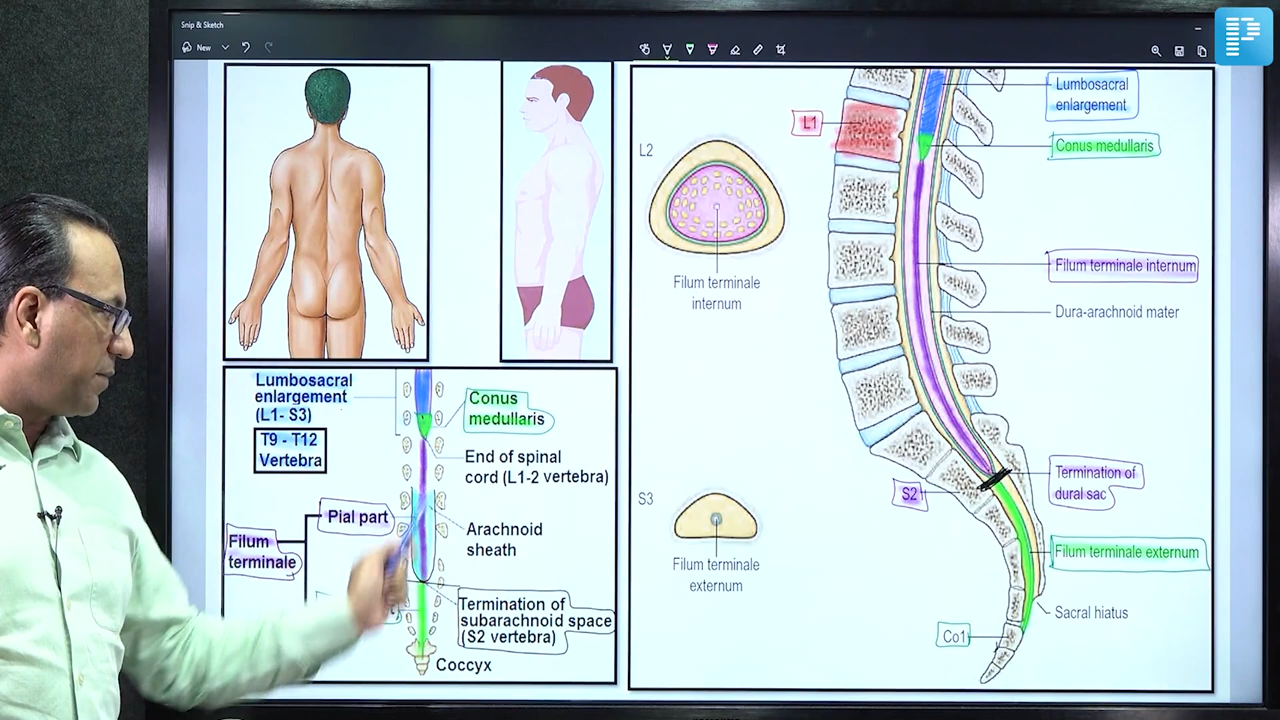 Snip & Sketch
New
Lumbosacral
enlargement
(L1- S3)
T9 - T12
Vertebra
Conus
medullaris
End of spinal
cord (L1-2 vertebra)
Pial part
Filum
terminale
Arachnoid
sheath
Termination of
subarachnoid space
(S2 vertebra)
Coccyx
L2
Filum terminale
internum
S3
Filum terminale
externum
L1
S2
Co1
Lumbosacral
enlargement
Conus medullaris
Filum terminale internum
Dura-arachnoid mater
Termination of
dural sac
Filum terminale externum
Sacral hiatus
P